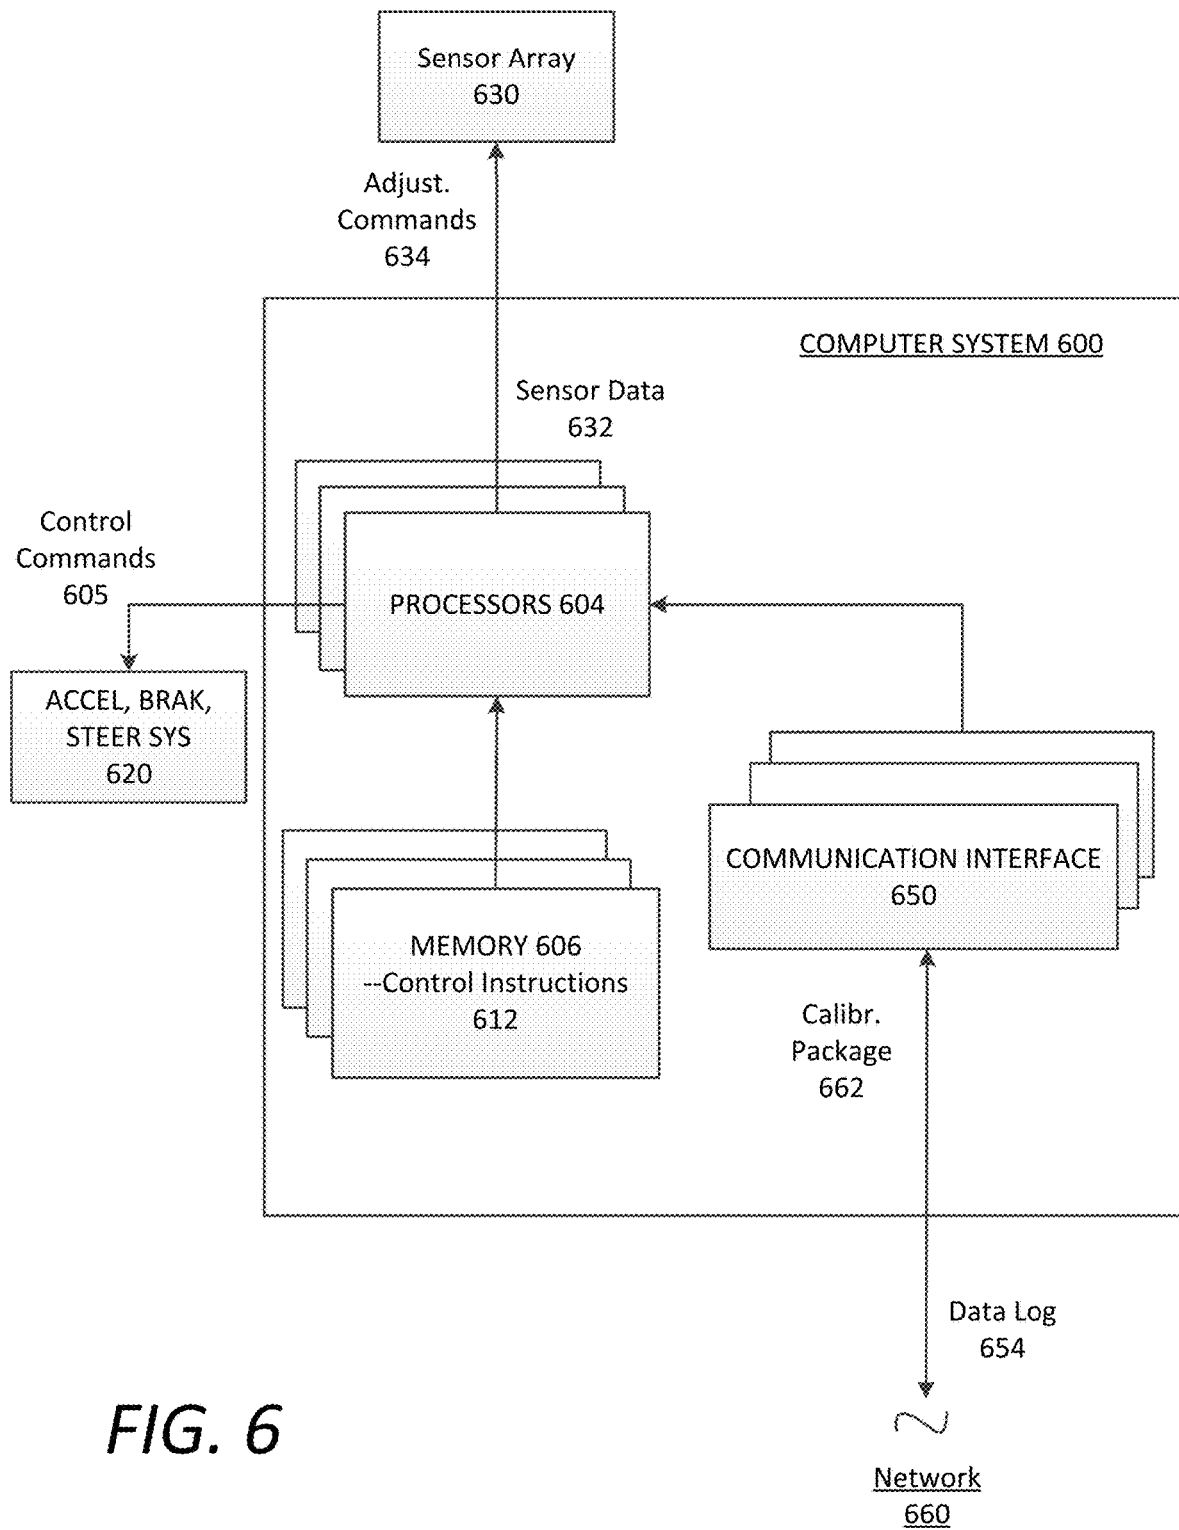 Sensor Array
630
Adjust.
Commands
634
COMPUTER SYSTEM 600
Sensor Data
632
Control
Commands
605
PROCESSORS 604
ACCEL, BRAK,
STEER SYS
620
COMMUNICATION INTERFACE
650
MEMORY 606
--Control Instructions
612
Calibr.
Package
662
Data Log
654
FIG. 6
Network
660